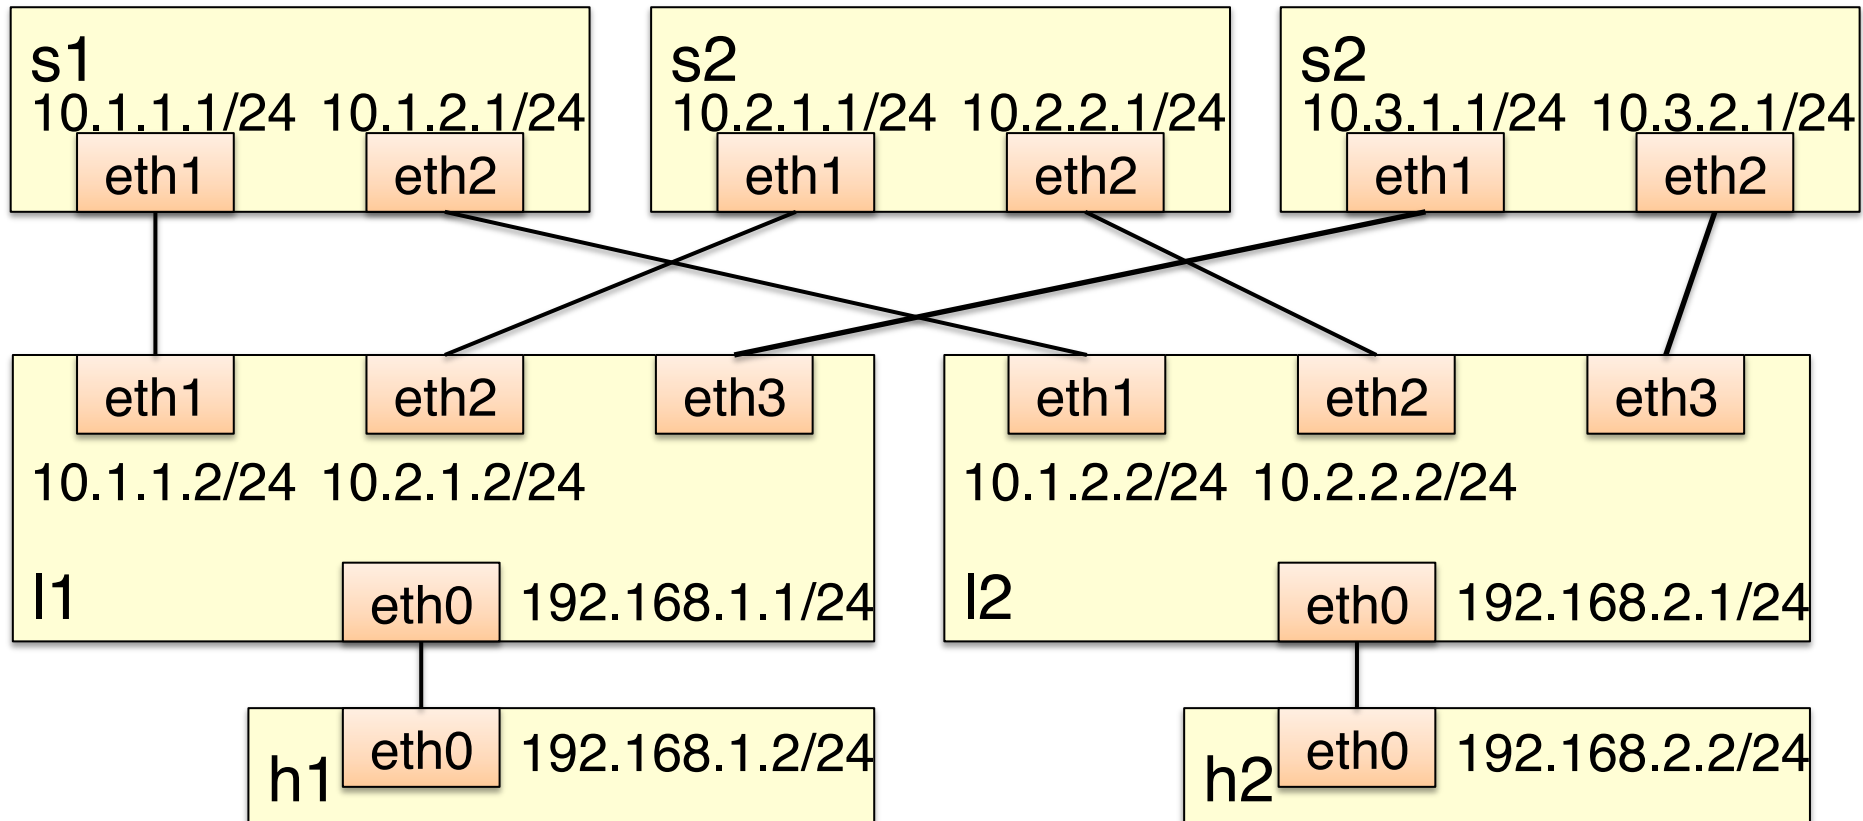 s1
10.1.1.1/24 10.1.2.1/24
eth1 eth2
s2
10.2.1.1/24 10.2.2.1/24
eth1 eth2
s2
10.3.1.1/24 10.3.2.1/24
eth1 eth2
eth1 eth2 eth3
10.1.1.2/24 10.2.1.2/24
l1 eth0 192.168.1.1/24
eth1 eth2 eth3
10.1.2.2/24 10.2.2.2/24
l2 eth0 192.168.2.1/24
h1 eth0 192.168.1.2/24
h2 eth0 192.168.2.2/24